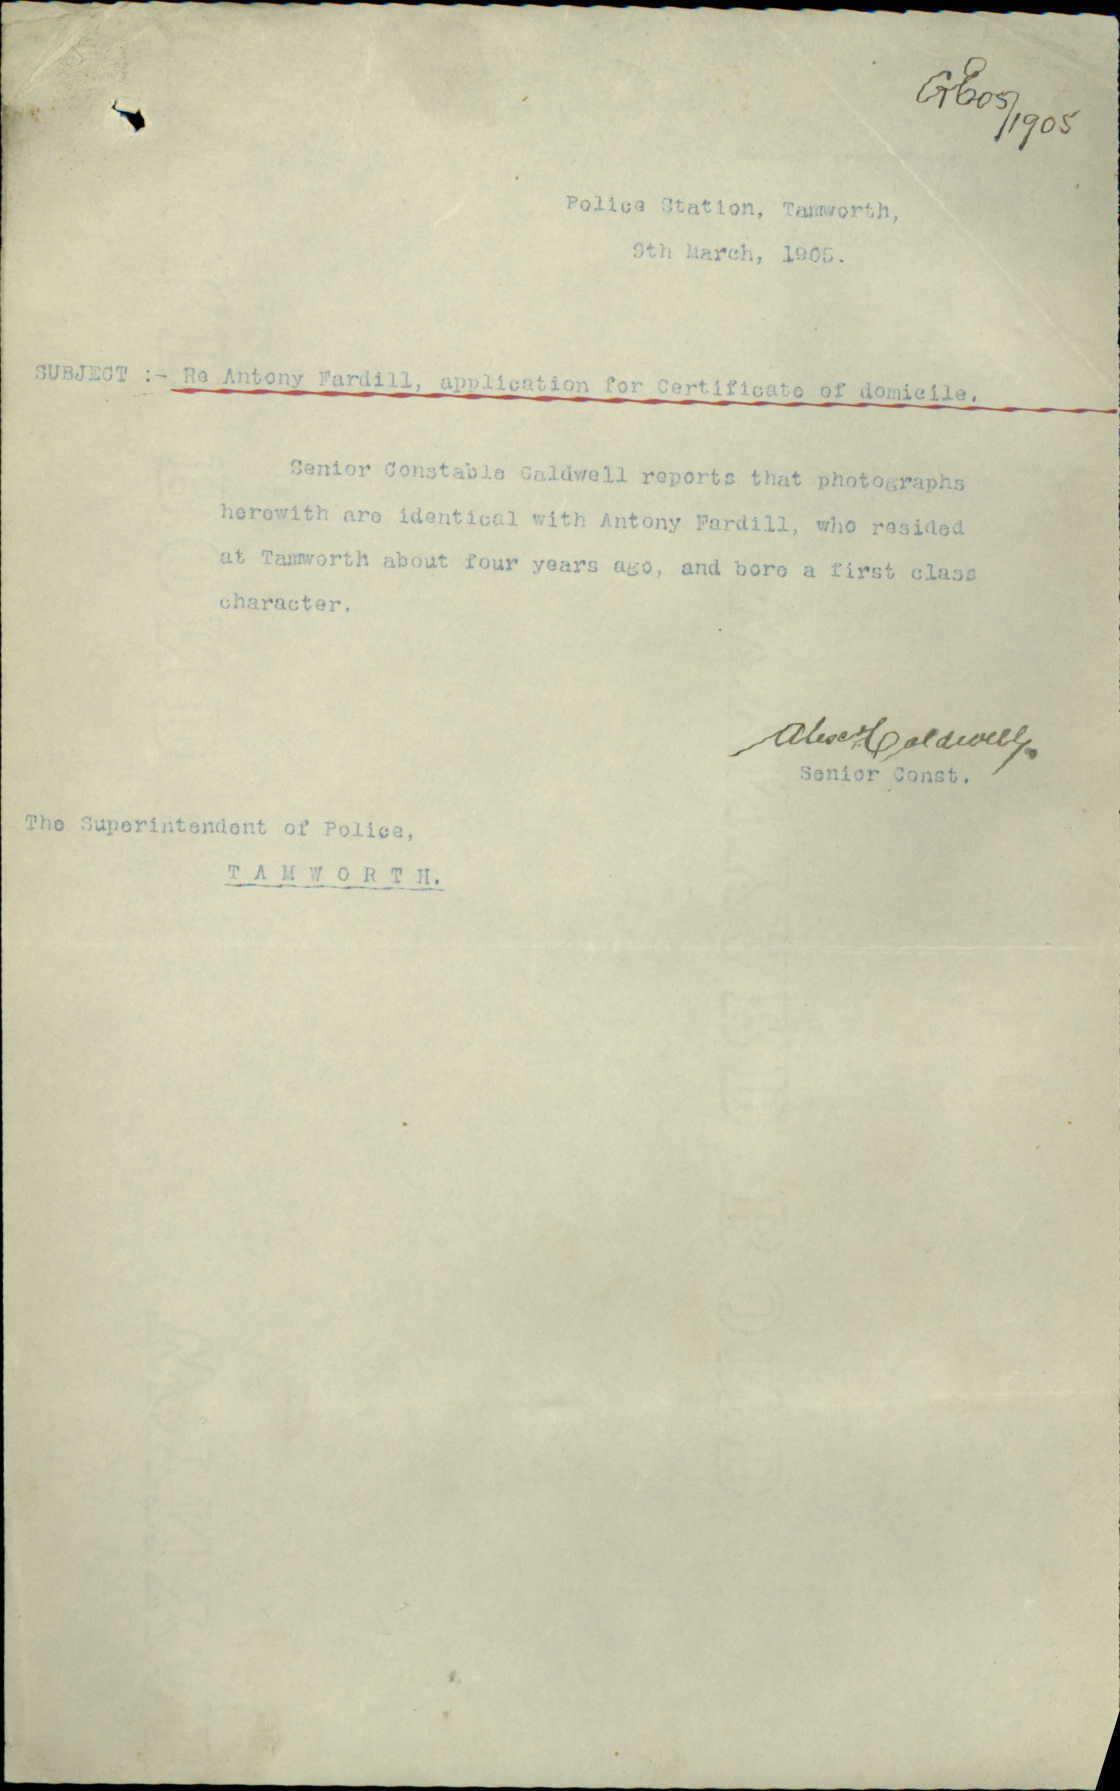 1905
Police Station, Tamworth,
9th March, 1905.
SUBJECT :- Re Antony Fardill, application for Certificate of domicile.
Senior Constable Caldwell reports that photographs
herewith are identical with Antony Fardill, who resided
at Tamworth about four years ago, and bore a first class
character.
Alex Caldwell
Senior Const.
The Superintendent of Police,
T A M W O R T H.